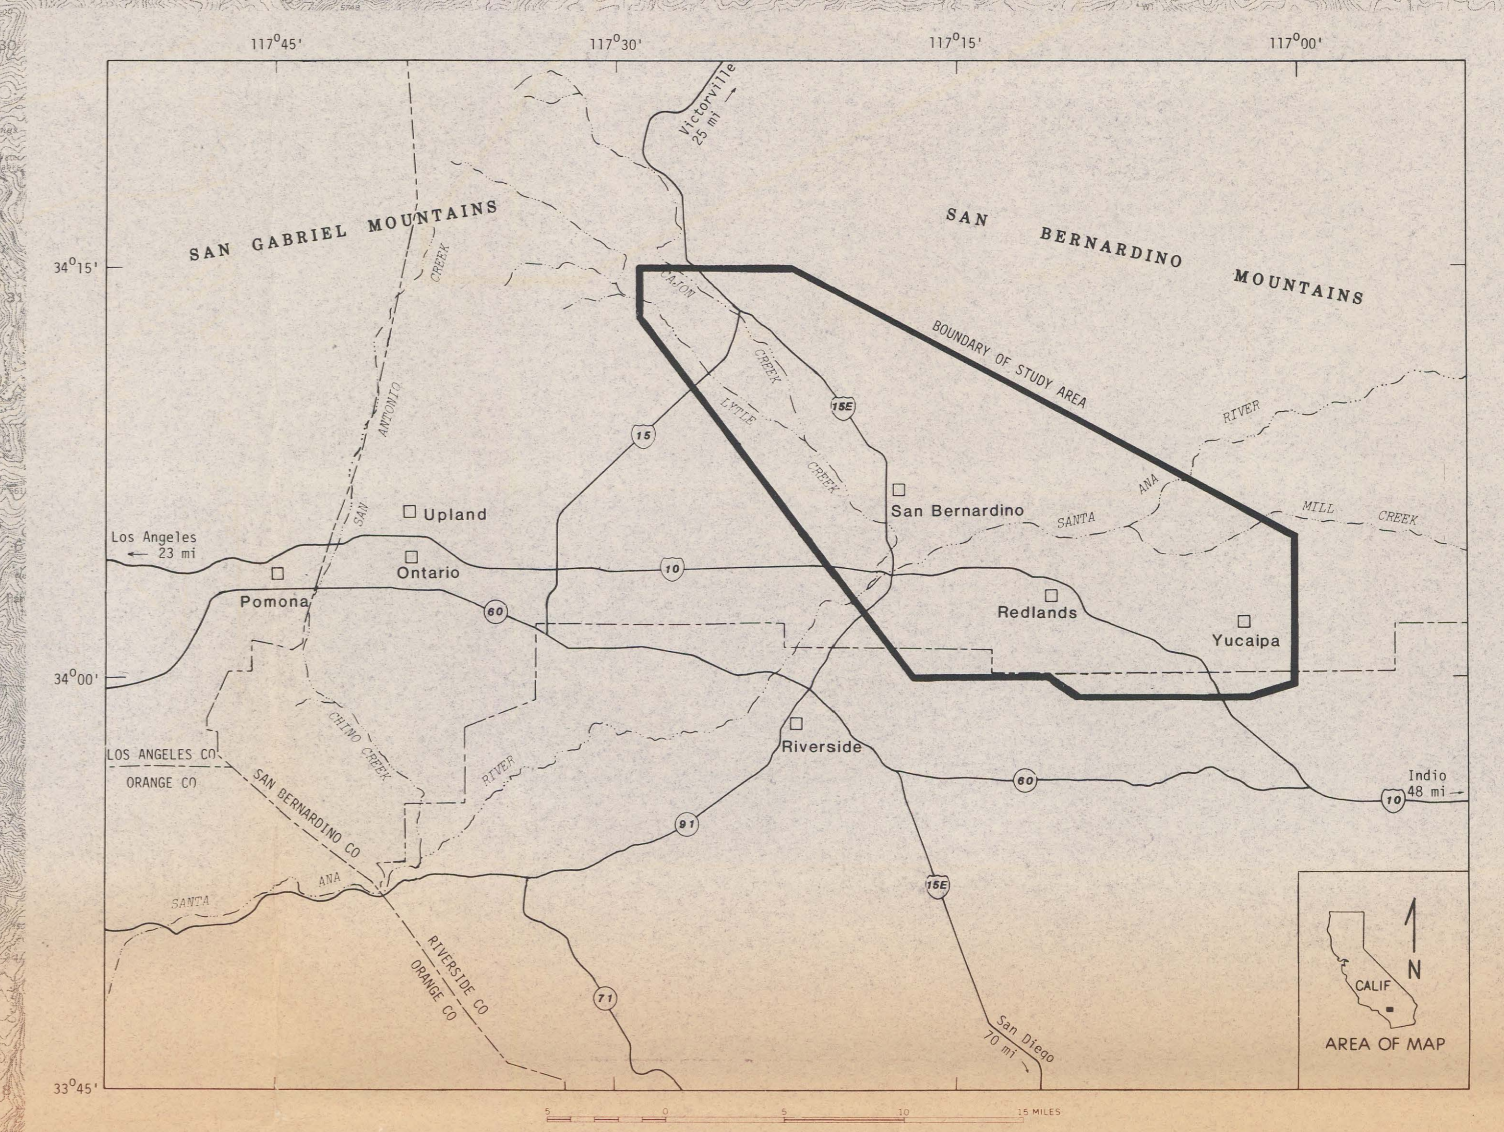 117°45'
117°30'
117°15'
117°00'
Victorville
25 mi
SAN GABRIEL MOUNTAINS
SAN BERNARDINO MOUNTAINS
34°15'
CREEK
CAJON
CREEK
BOUNDARY OF STUDY AREA
RIVER
ANTONIO
LYTLE
CREEK
15E
15
ANA
SANTA
MILL CREEK
SAN
Upland
San Bernardino
Los Angeles
23 mi
Ontario
10
Pomona
60
Redlands
Yucaipa
34°00'
CHINO CREEK
RIVER
Riverside
LOS ANGELES CO
ORANGE CO
SAN BERNARDINO CO
60
Indio
48 mi
10
91
SANTA
ANA
15E
RIVERSIDE CO
ORANGE CO
71
San Diego
70 mi
N
CALIF
AREA OF MAP
33°45'
5 0 5 10 15 MILES